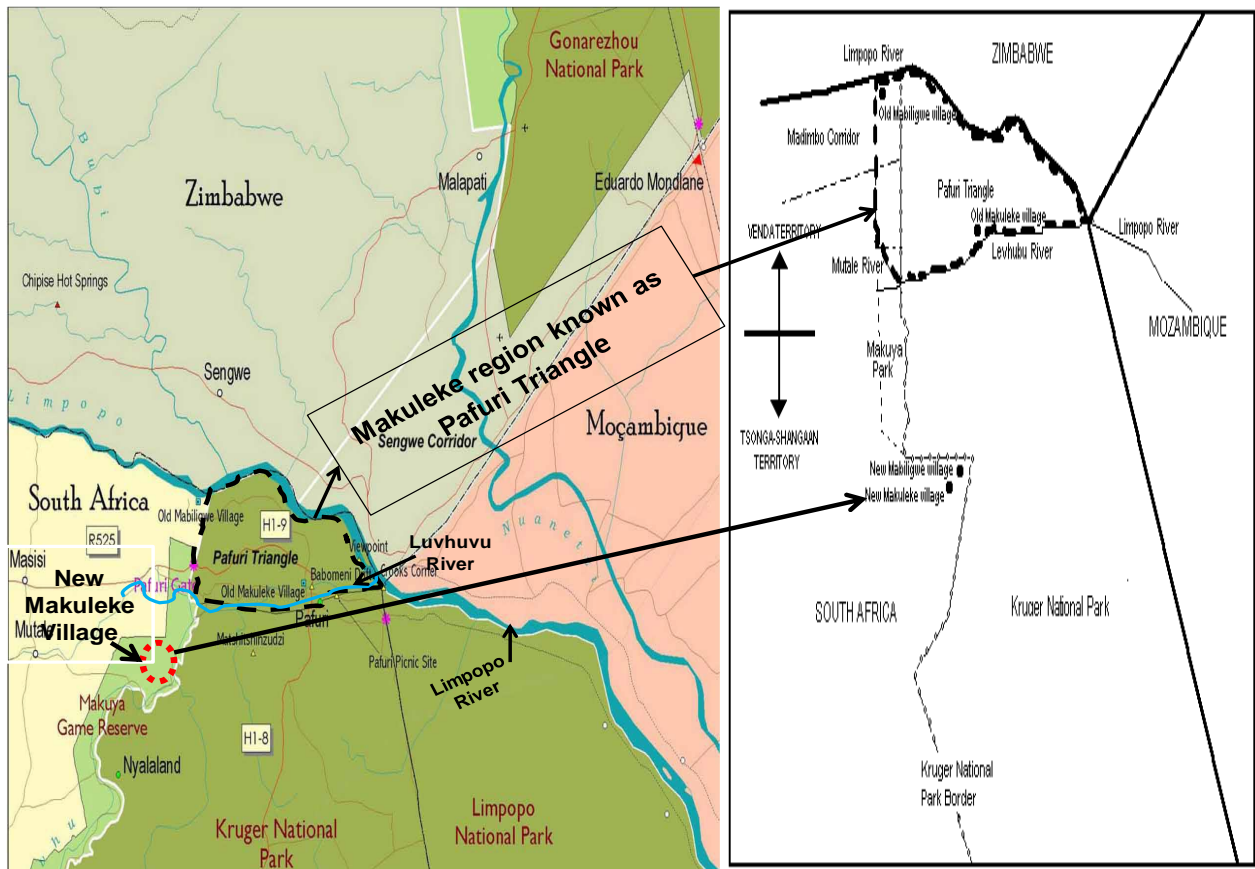 Gonarezhou
National Park
Bubi
Malapati
Eduardo Mondlane
Zimbabwe
Chipise Hot Springs
Makuleke region known as
Pafuri Triangle
Sengwe
Sengwe Corridor
Moçambique
Limpopo
South Africa
Old Mabiligwe Village
H1-9
Nuanet
R525
Viewpoint
Luvhuvu
River
Masisi
Pafuri Triangle
Babomeni Drift
Crooks Corner
New
Makuleke
Village
Pafuri Gate
Old Makuleke Village
Pafuri
Mutale
Matshitshindzudzi
Pafuri Picnic Site
Limpopo
River
Makuya
Game Reserve
H1-8
Nyalaland
Kruger National
Park
Limpopo
National Park
Limpopo River
ZIMBABWE
Old Mabiligwe village
Madimbo Corridor
Pafuri Triangle
Old Makuleke village
Limpopo River
VENDA TERRITORY
Levhubu River
Mutale River
MOZAMBIQUE
Makuya
Park
TSONGA-SHANGAAN
TERRITORY
New Mabiligwe village
New Makuleke village
SOUTH AFRICA
Kruger National Park
Kruger National
Park Border